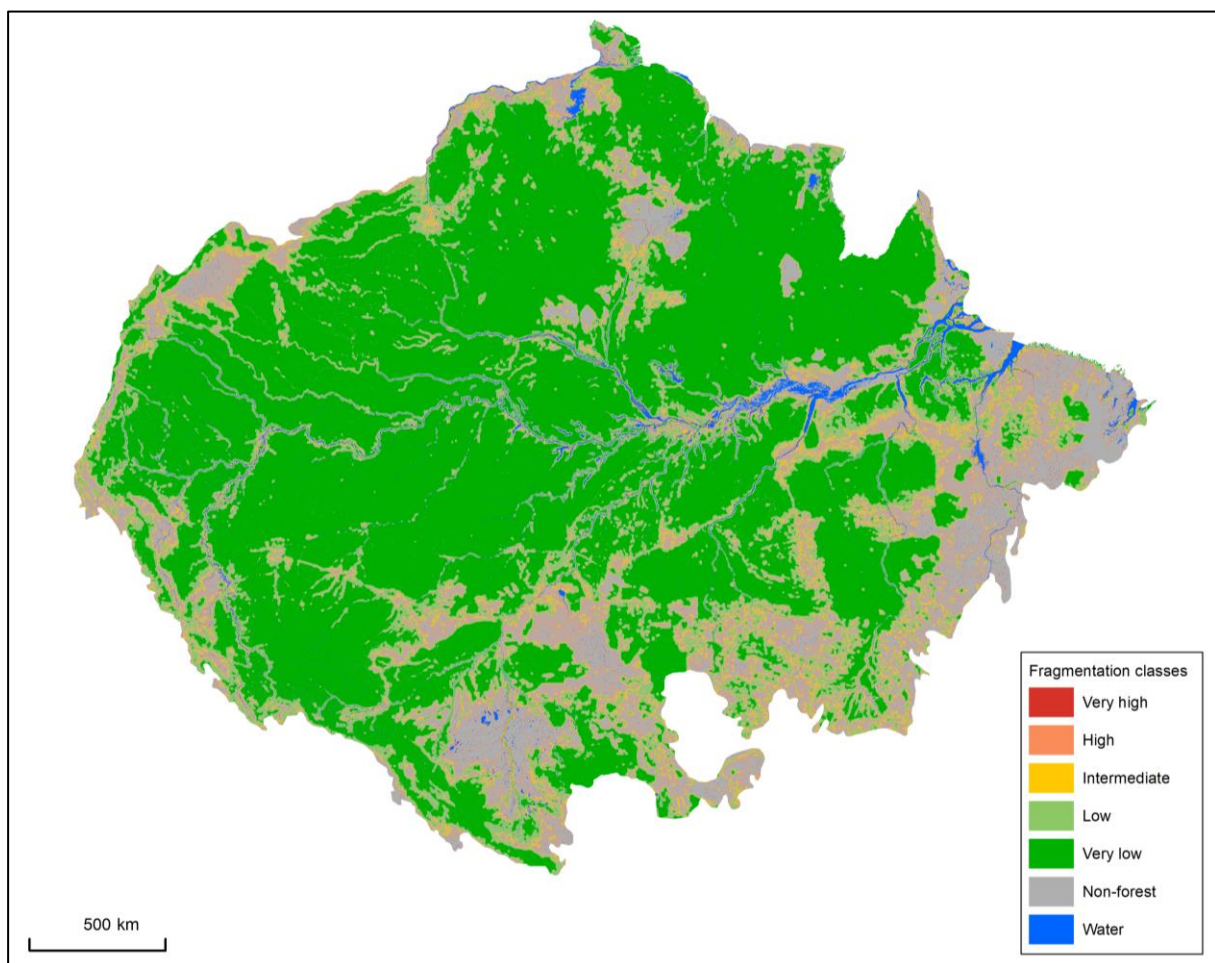 Fragmentation classes
Very high
High
Intermediate
Low
Very low
Non-forest
Water
500 km